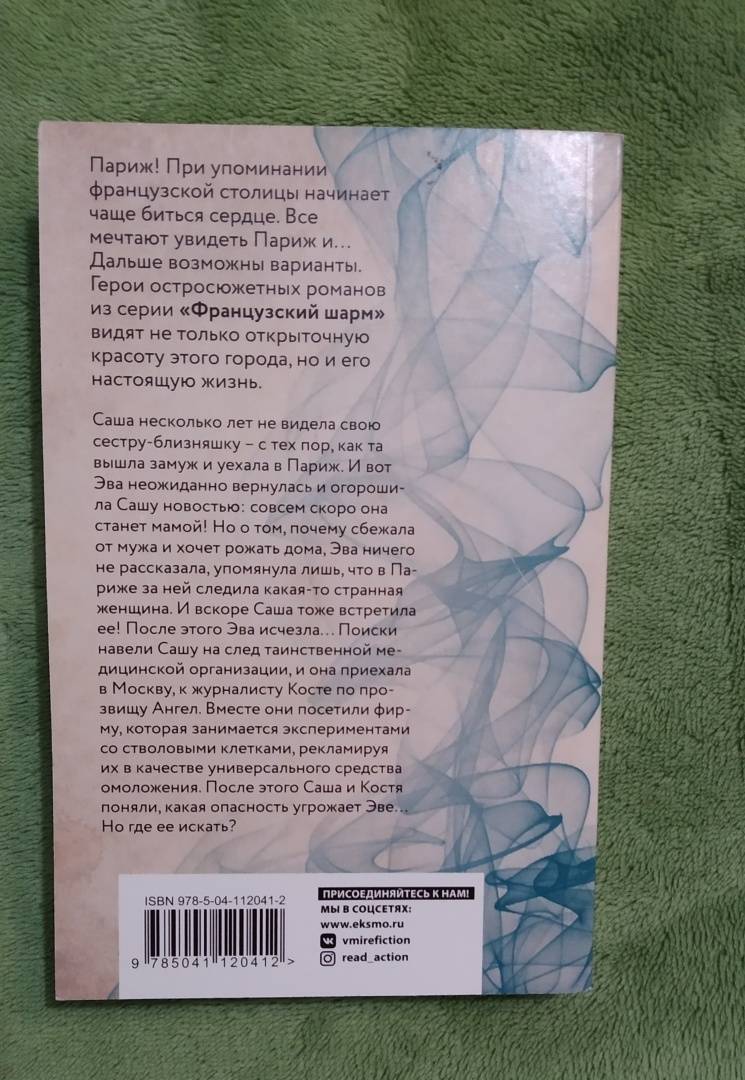 Париж! При упоминании
французской столицы начинает
чаще биться сердце. Все
мечтают увидеть Париж и...
Дальше возможны варианты.
Герои остросюжетных романов
из серии «Французский шарм»
видят не только открыточную
красоту этого города, но и его
настоящую жизнь.
Саша несколько лет не видела свою
сестру-близняшку – с тех пор, как та
вышла замуж и уехала в Париж. И вот
Эва неожиданно вернулась и огороши-
ла Сашу новостью: совсем скоро она
станет мамой! Но о том, почему сбежала
от мужа и хочет рожать дома, Эва ничего
не рассказала, упомянула лишь, что в Па-
риже за ней следила какая-то странная
женщина. И вскоре Саша тоже встретила
ее! После этого Эва исчезла... Поиски
навели Сашу на след таинственной ме-
дицинской организации, и она приехала
в Москву, к журналисту Косте по про-
звищу Ангел. Вместе они посетили фир-
му, которая занимается экспериментами
со стволовыми клетками, рекламируя
их в качестве универсального средства
омоложения. После этого Саша и Костя
поняли, какая опасность угрожает Эве...
Но где ее искать?
ISBN 978-5-04-112041-2
9 785041 120412 >
ПРИСОЕДИНЯЙТЕСЬ К НАМ!
МЫ В СОЦСЕТЯХ:
www.eksmo.ru
vmirefiction
read_action